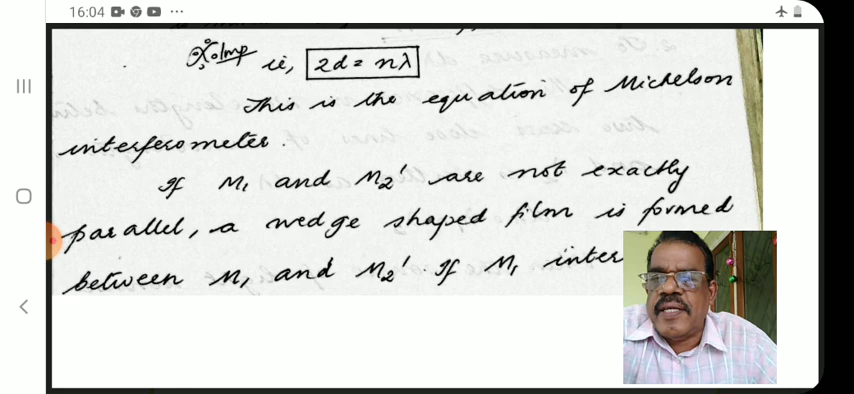 16:04
ie, 2d = nλ
This is the equation of Michelson
interferometer.
If M₁ and M₂' are not exactly
parallel, a wedge shaped film is formed
between M₁ and M₂'. If M₁ inter